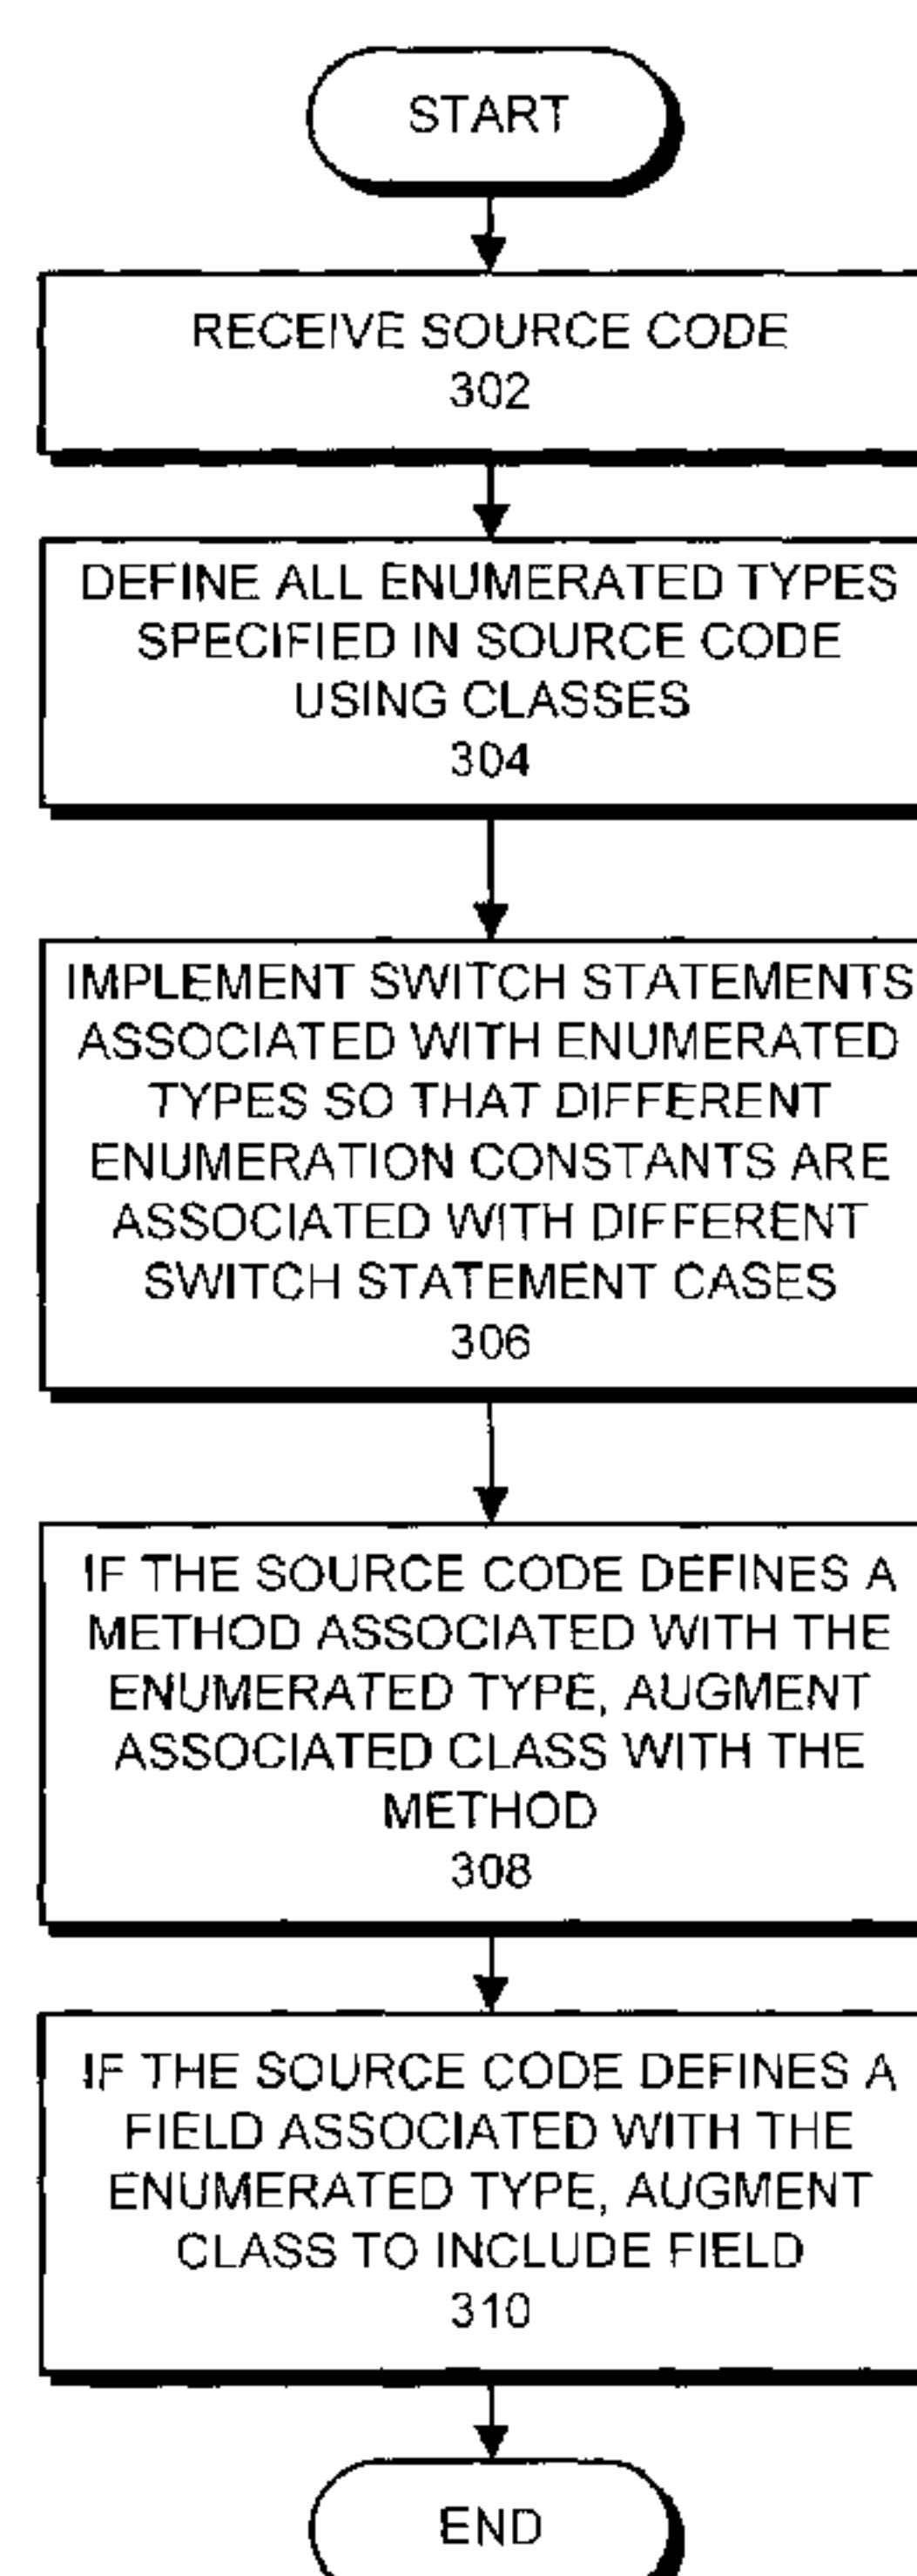 START
RECEIVE SOURCE CODE
302
DEFINE ALL ENUMERATED TYPES
SPECIFIED IN SOURCE CODE
USING CLASSES
304
IMPLEMENT SWITCH STATEMENTS
ASSOCIATED WITH ENUMERATED
TYPES SO THAT DIFFERENT
ENUMERATION CONSTANTS ARE
ASSOCIATED WITH DIFFERENT
SWITCH STATEMENT CASES
306
IF THE SOURCE CODE DEFINES A
METHOD ASSOCIATED WITH THE
ENUMERATED TYPE, AUGMENT
ASSOCIATED CLASS WITH THE
METHOD
308
IF THE SOURCE CODE DEFINES A
FIELD ASSOCIATED WITH THE
ENUMERATED TYPE, AUGMENT
CLASS TO INCLUDE FIELD
310
END